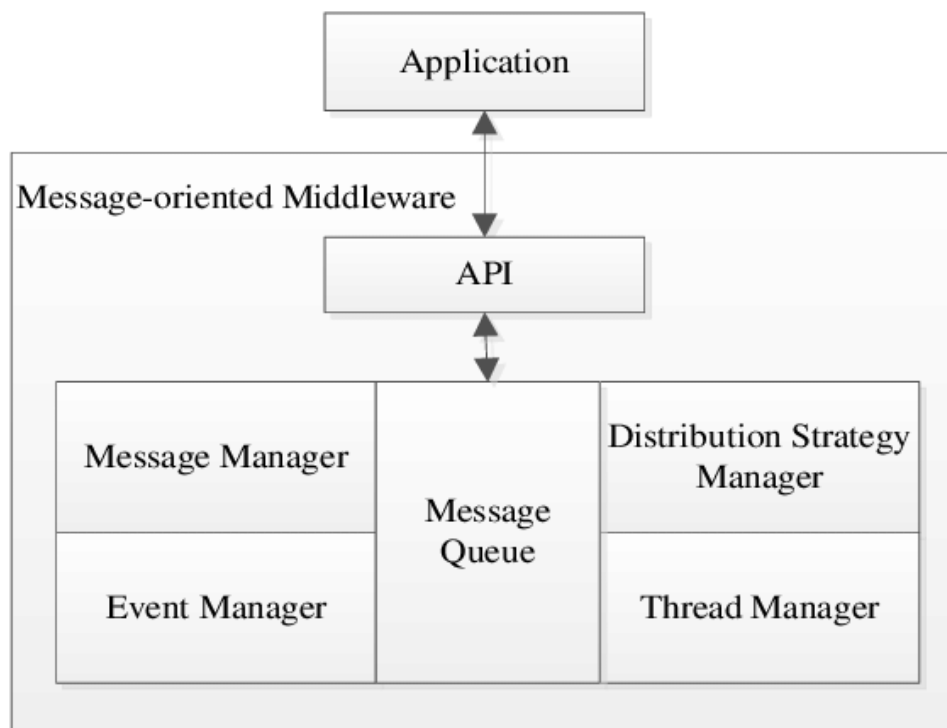 Application
Message-oriented Middleware
API
Message Manager
Distribution Strategy
Manager
Message
Queue
Event Manager
Thread Manager